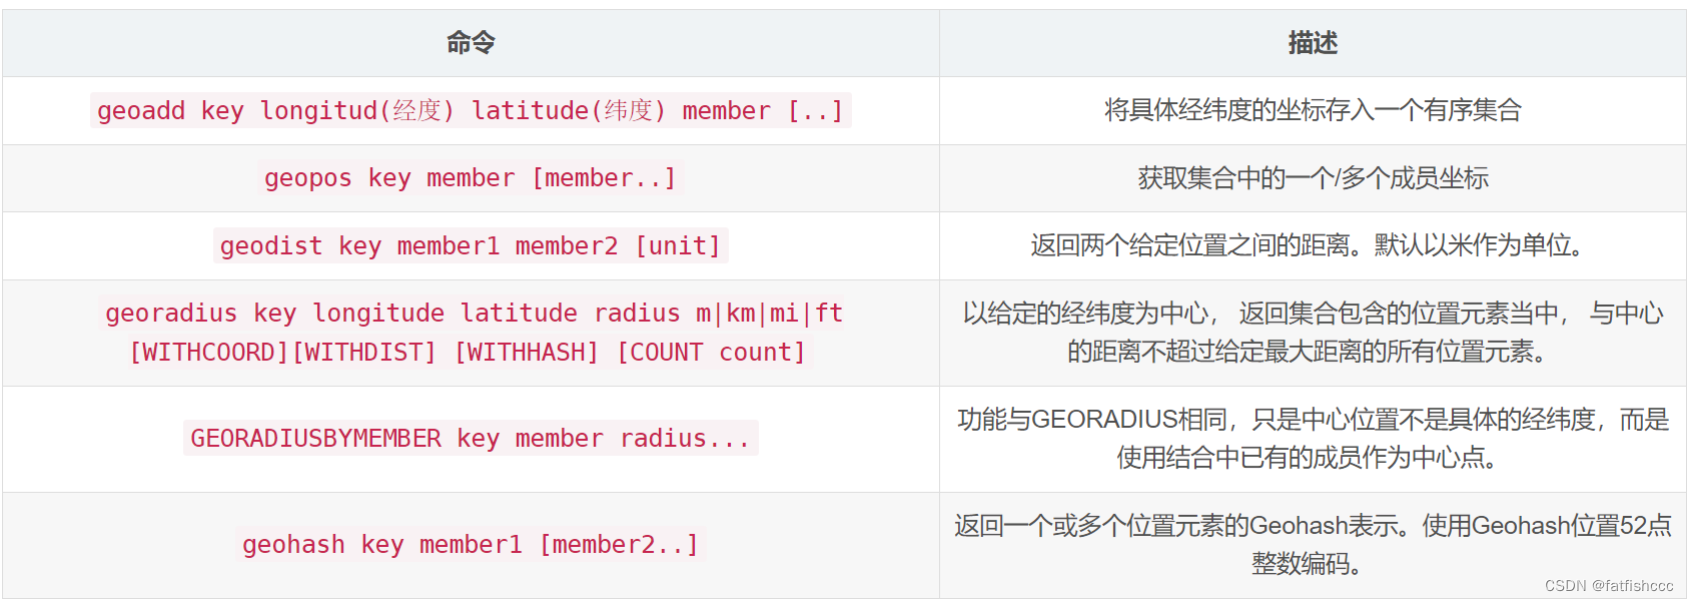 命令
描述
geoadd key longitud(经度) latitude(纬度) member [..]
将具体经纬度的坐标存入一个有序集合
geopos key member [member..]
获取集合中的一个/多个成员坐标
geodist key member1 member2 [unit]
返回两个给定位置之间的距离。默认以米作为单位。
georadius key longitude latitude radius m|km|mi|ft
[WITHCOORD][WITHDIST] [WITHHASH] [COUNT count]
以给定的经纬度为中心， 返回集合包含的位置元素当中， 与中心
的距离不超过给定最大距离的所有位置元素。
GEORADIUSBYMEMBER key member radius...
功能与GEORADIUS相同，只是中心位置不是具体的经纬度，而是
使用结合中已有的成员作为中心点。
geohash key member1 [member2..]
返回一个或多个位置元素的Geohash表示。使用Geohash位置52点
整数编码。
CSDN @fatfishccc